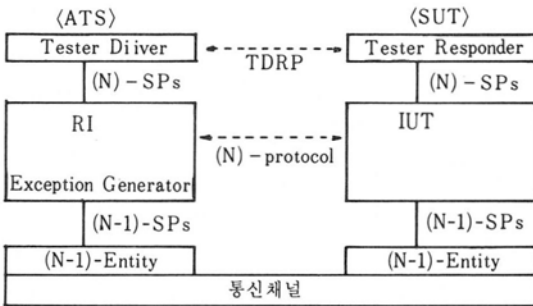 〈ATS〉 〈SUT〉
Tester Diiver Tester Responder
TDRP
(N)-SPs (N)-SPs
RI IUT
(N)-protocol
Exception Generator
(N-1)-SPs (N-1)-SPs
(N-1)-Entity (N-1)-Entity
통신채널